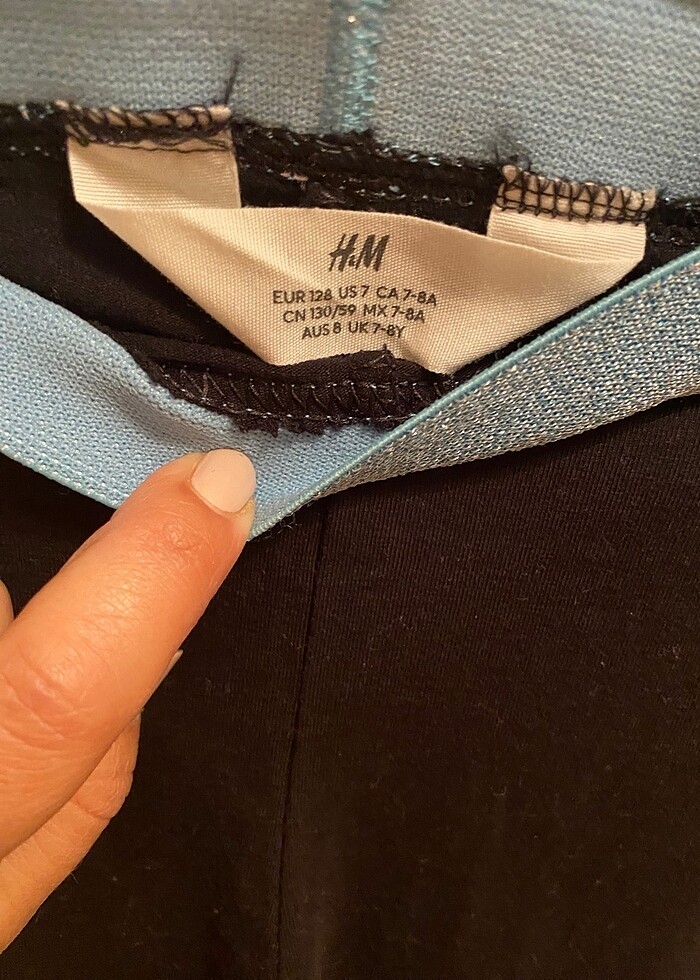 H&M
EUR 128 US 7 CA 7-8A
CN 130/59 MX 7-8A
AUS 8 UK 7-8Y